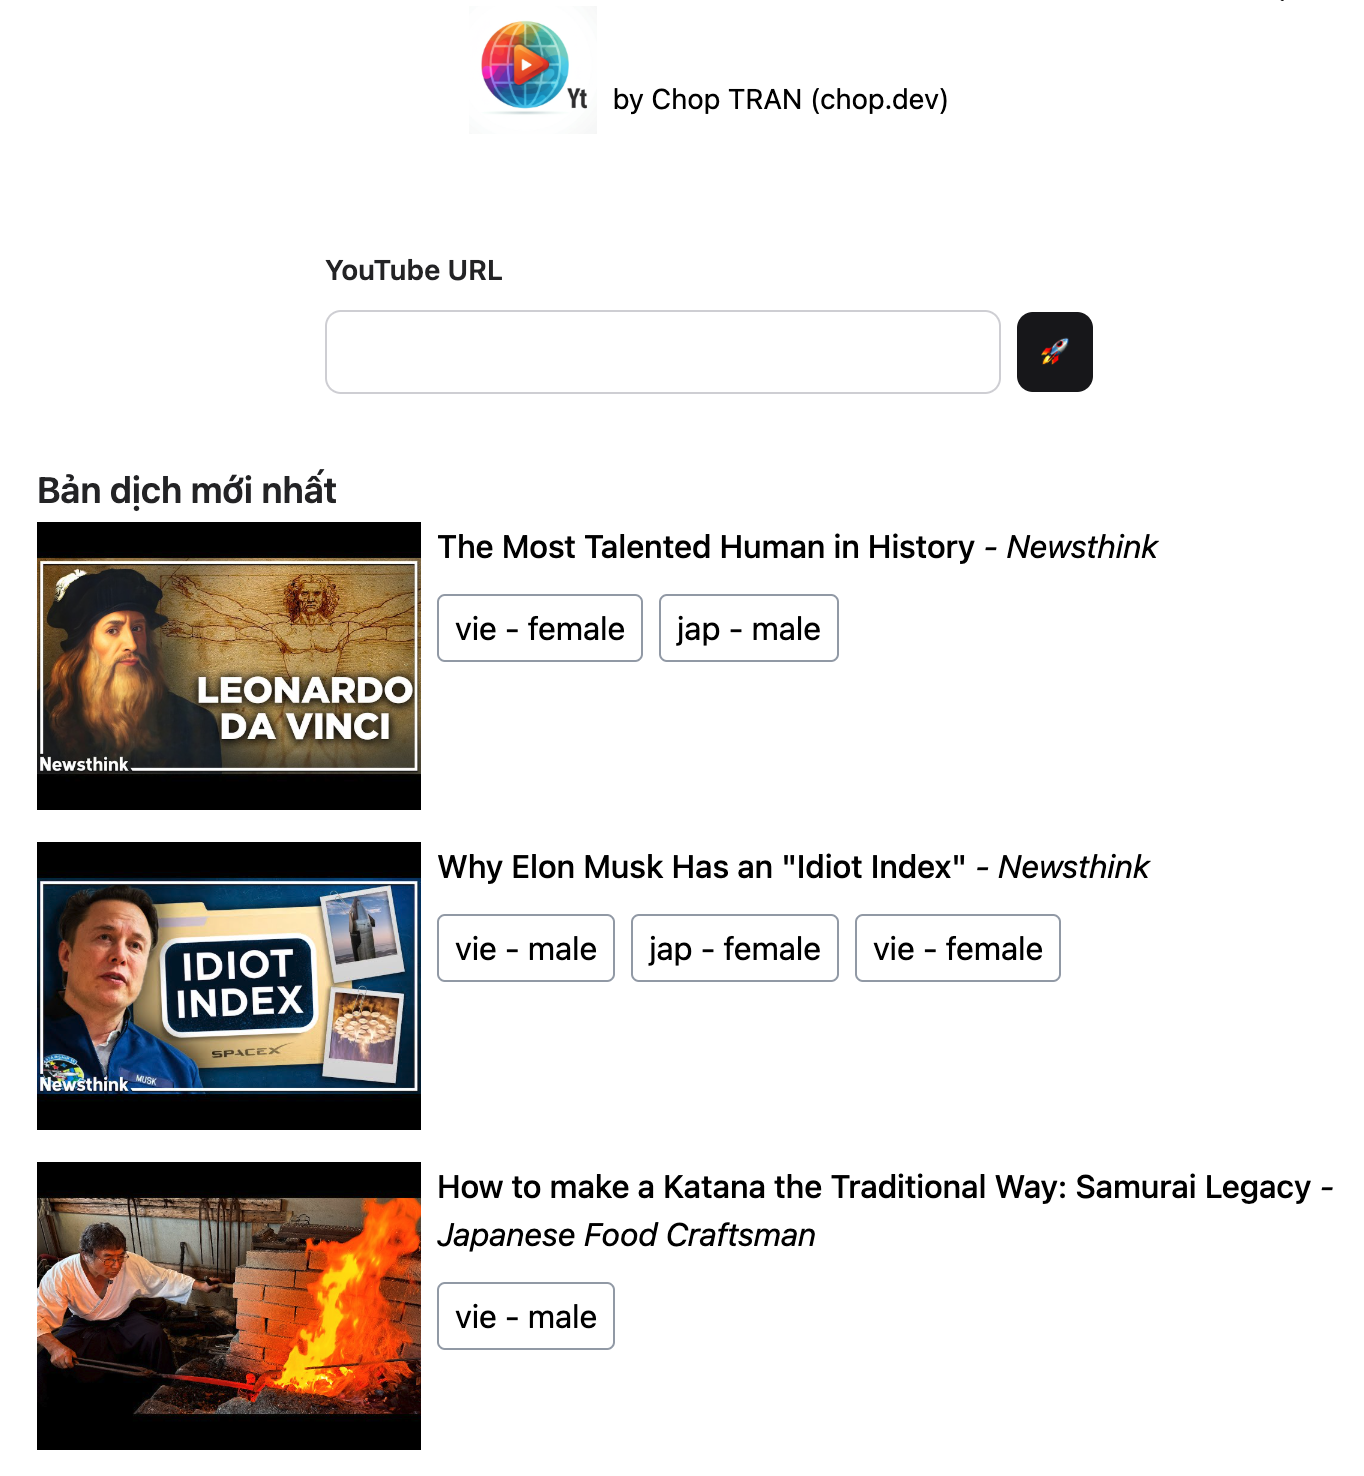 Yt
by Chop TRAN (chop.dev)
YouTube URL
Bản dịch mới nhất
LEONARDO
DA VINCI
Newsthink
The Most Talented Human in History - Newsthink
vie - female
jap - male
IDIOT
INDEX
SPACEX
MUSK
Newsthink
Why Elon Musk Has an "Idiot Index" - Newsthink
vie - male
jap - female
vie - female
How to make a Katana the Traditional Way: Samurai Legacy -
Japanese Food Craftsman
vie - male